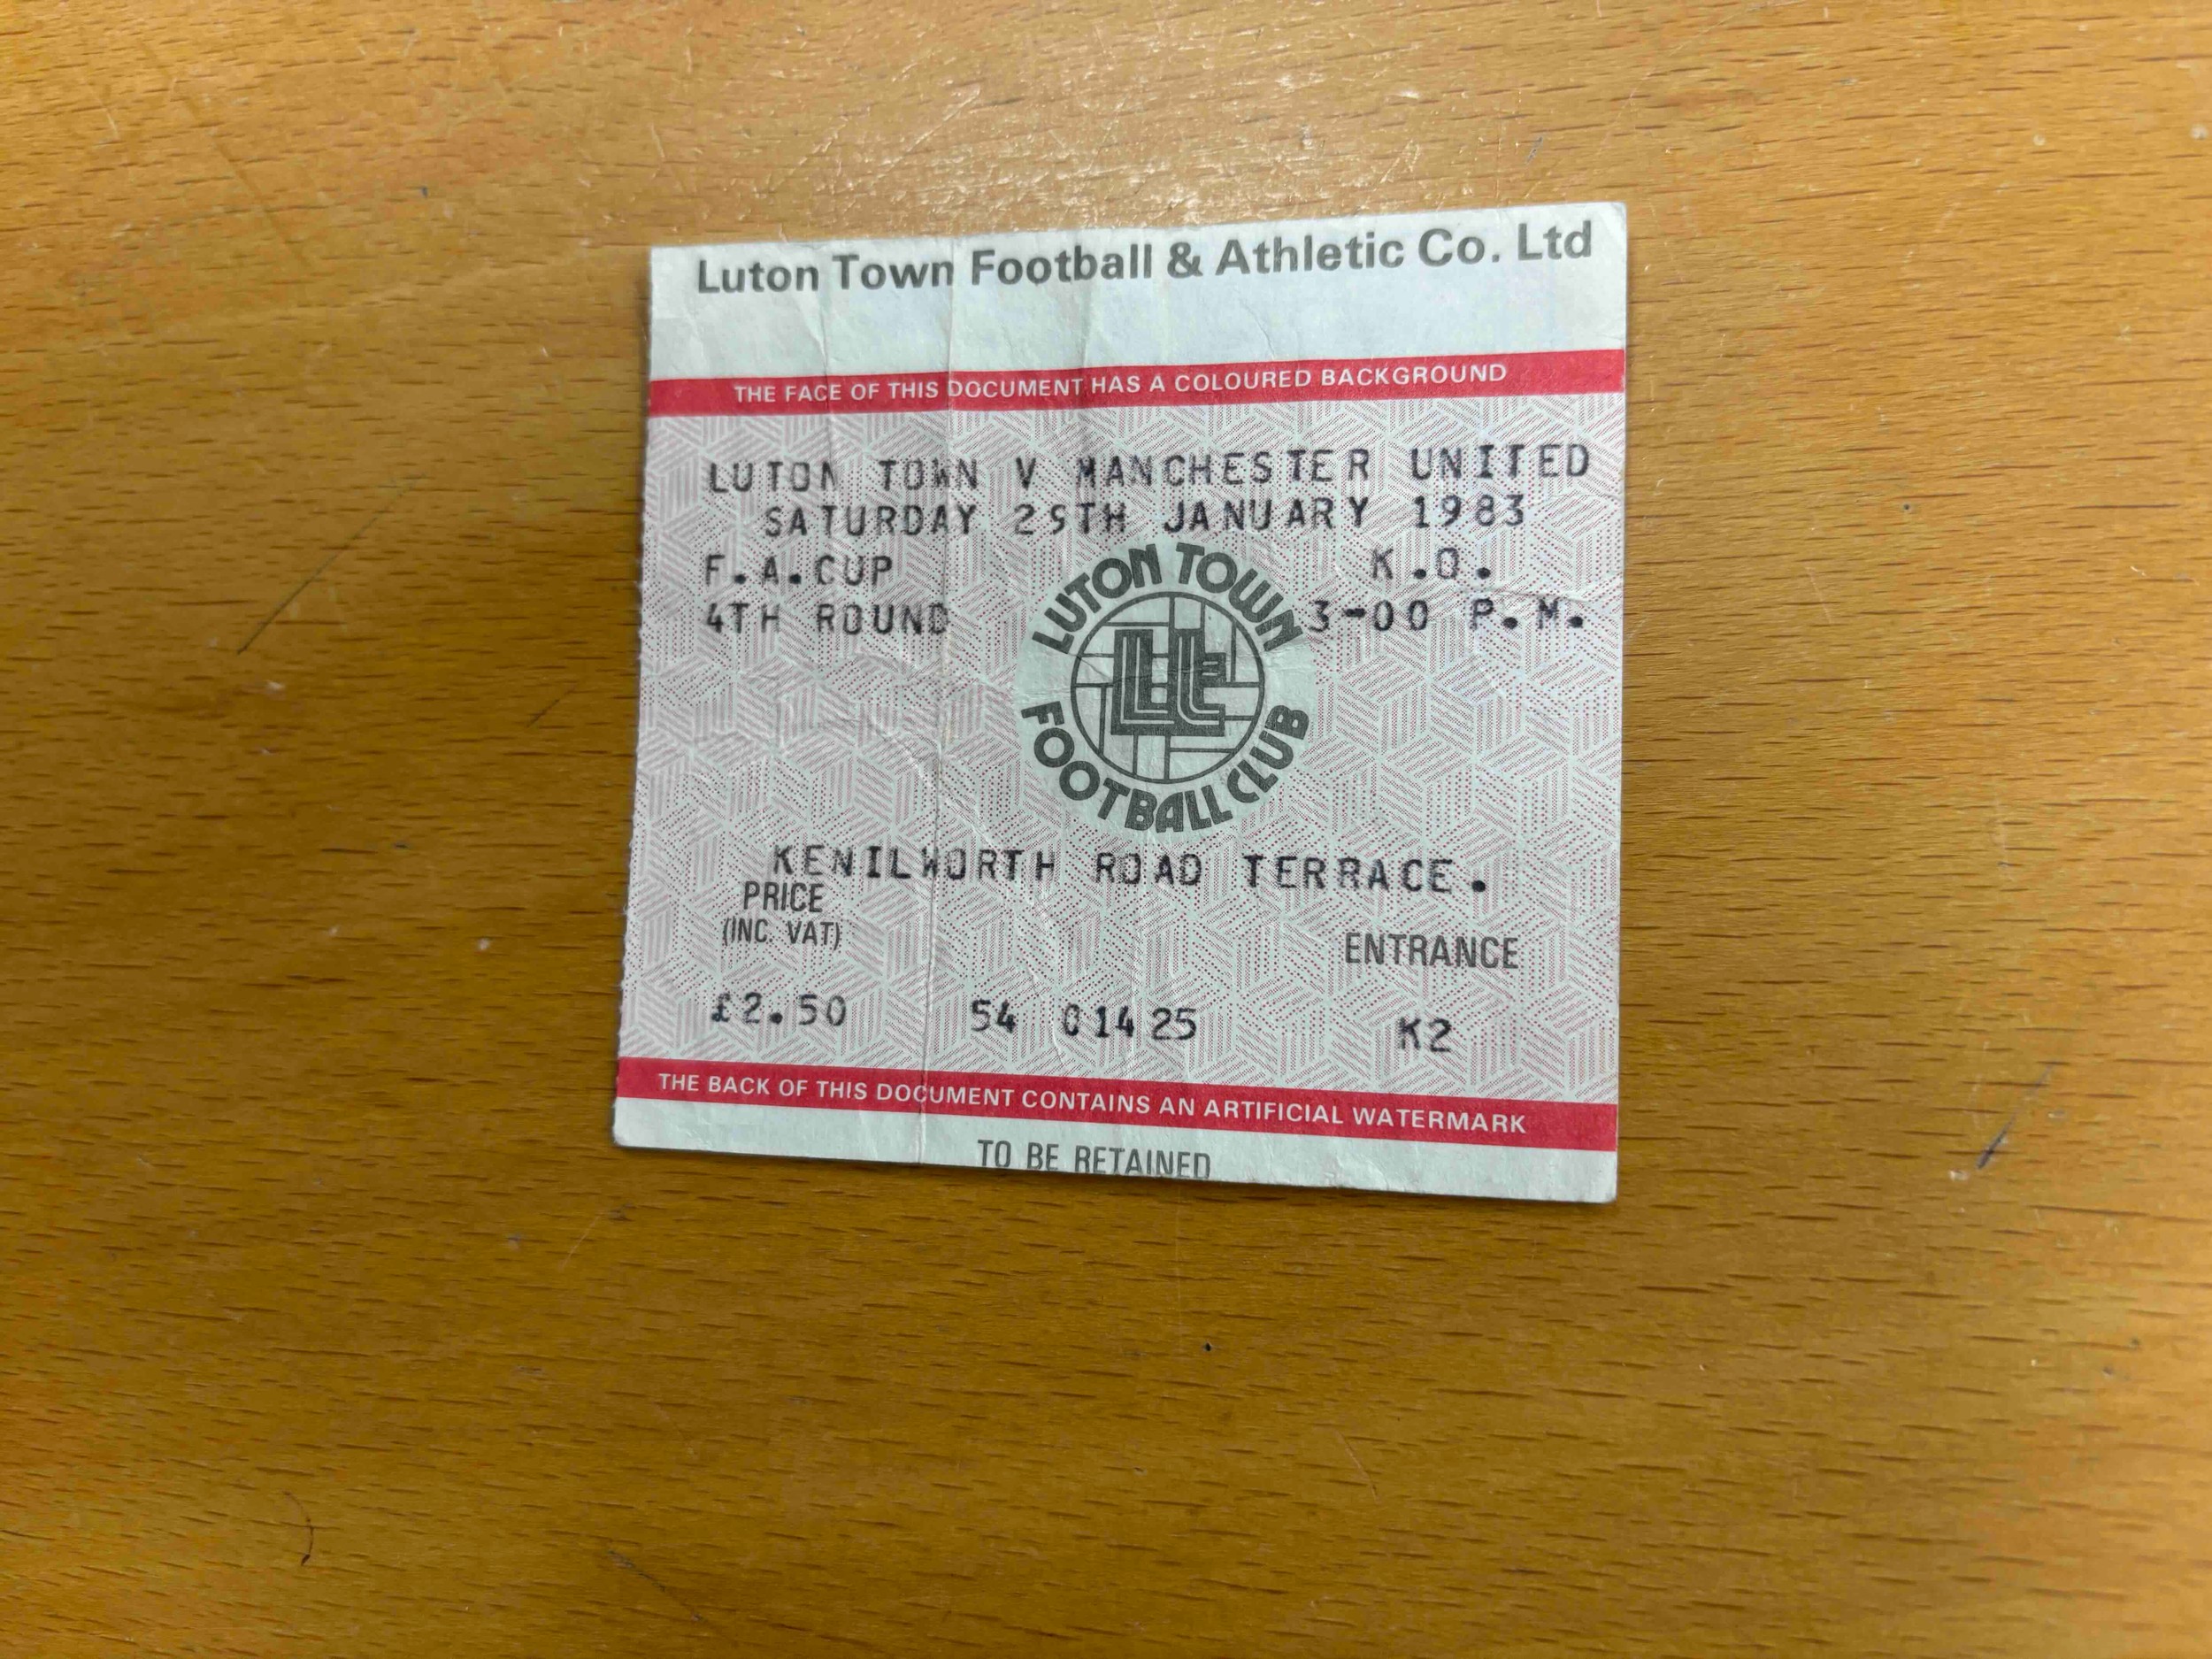 Luton Town Football & Athletic Co. Ltd
THE FACE OF THIS DOCUMENT HAS A COLOURED BACKGROUND
LUTON TOWN V MANCHESTER UNITED
SATURDAY 29TH JANUARY 1983
F.A.CUP K.O.
4TH ROUND 3-00 P.M.
LUTON TOWN
FOOTBALL CLUB
KENILWORTH ROAD TERRACE.
PRICE
(INC. VAT) ENTRANCE
£2.50 54 01425 K2
THE BACK OF THIS DOCUMENT CONTAINS AN ARTIFICIAL WATERMARK
TO BE RETAINED